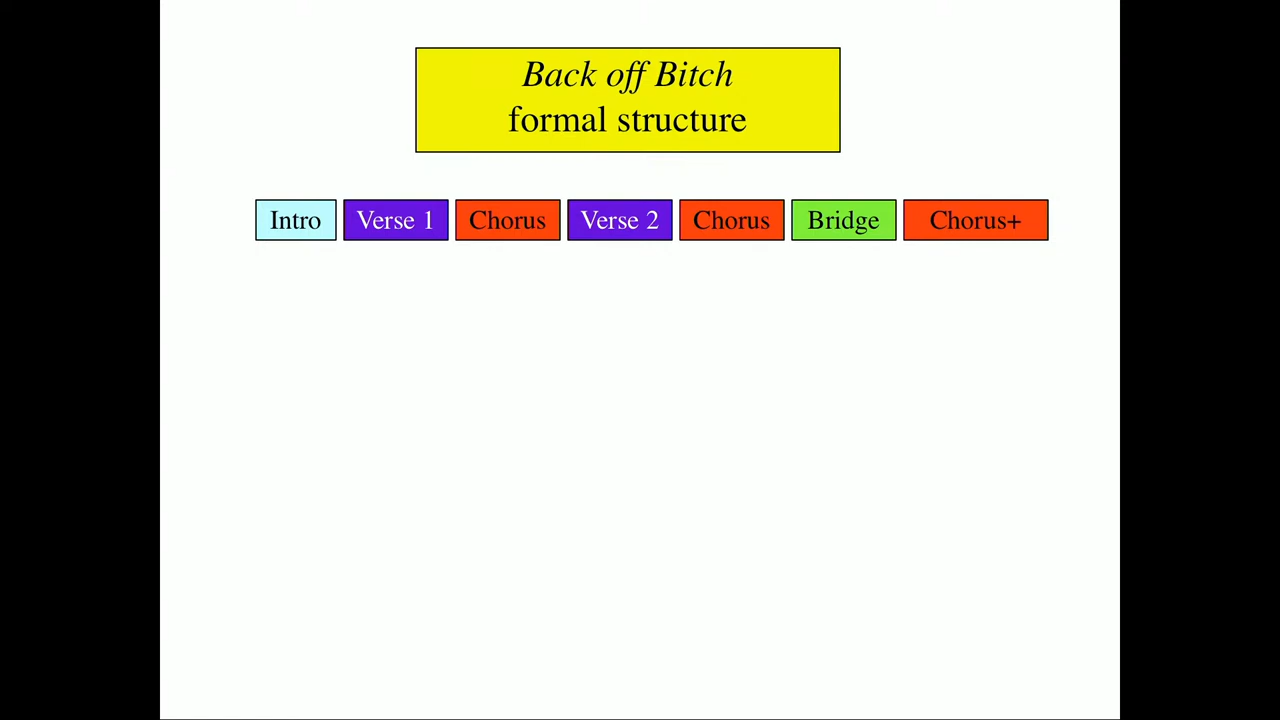 Back off Bitch
formal structure
Intro Verse 1 Chorus Verse 2 Chorus Bridge Chorus+